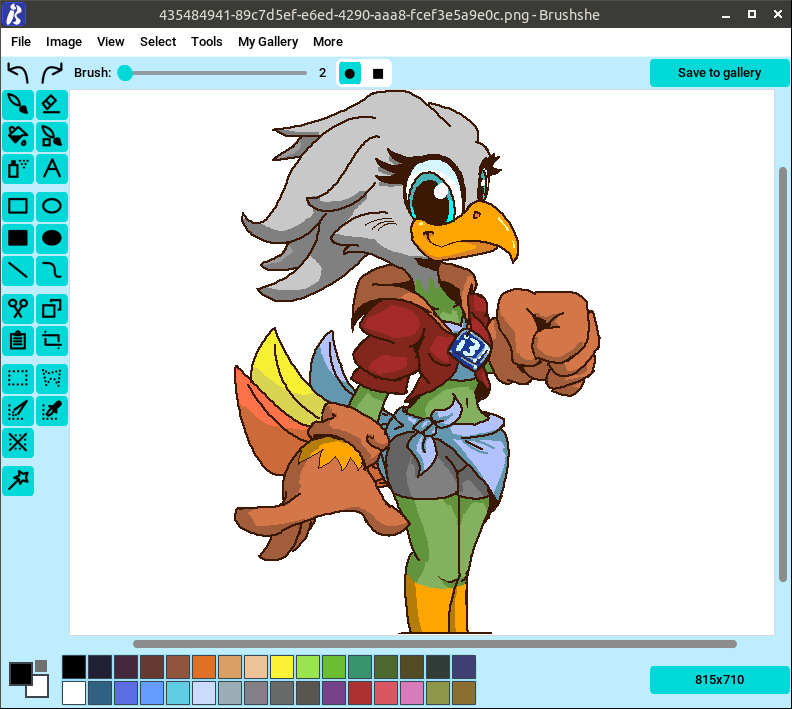 435484941-89c7d5ef-e6ed-4290-aaa8-fcef3e5a9e0c.png - Brushshe
File Image View Select Tools My Gallery More
Brush: 2 Save to gallery
A
13
815x710